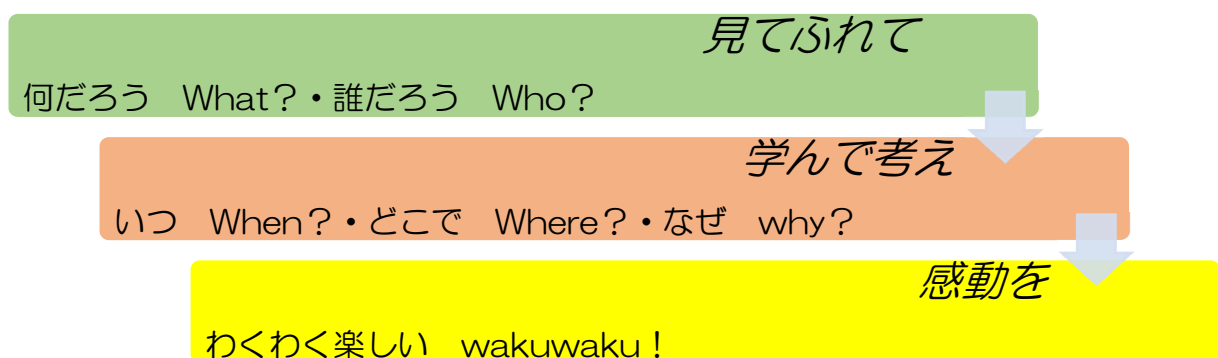 見てふれて
何だろう　What？・誰だろう　Who？
学んで考え
いつ　When？・どこで　Where？・なぜ　why？
感動を
わくわく楽しい　wakuwaku！